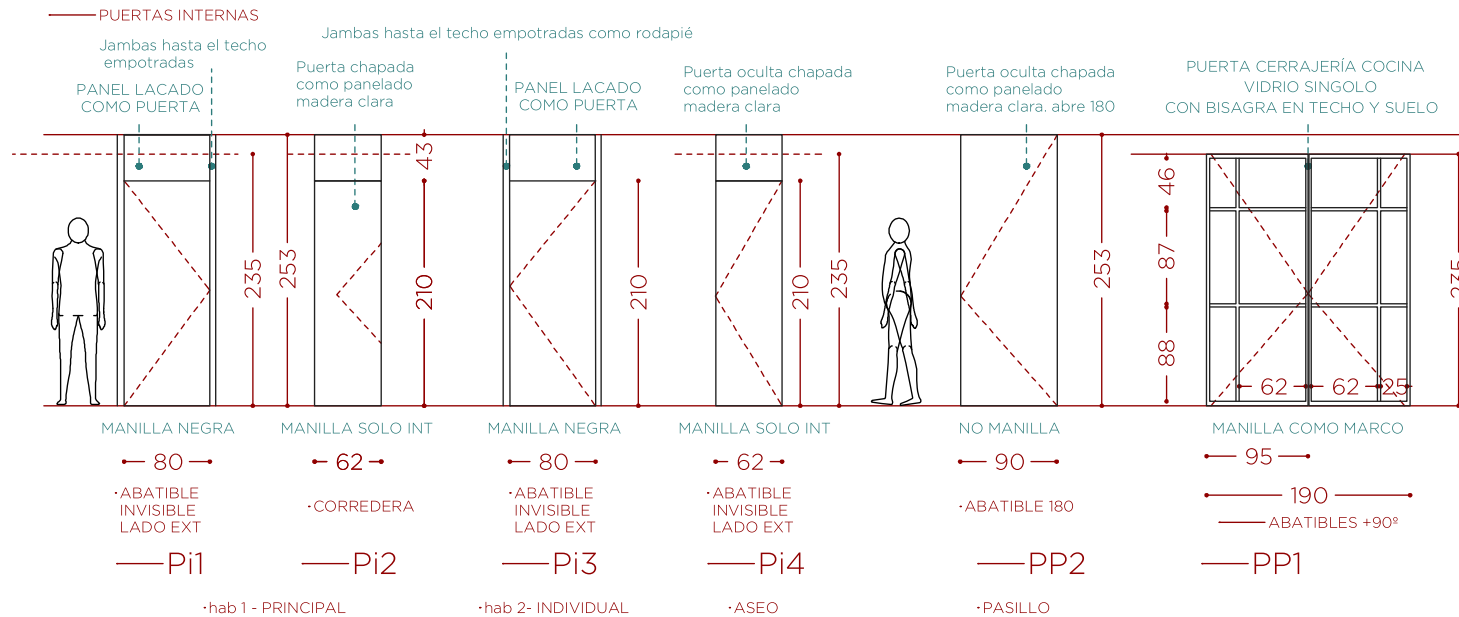 PUERTAS INTERNAS
Jambas hasta el techo
empotradas
PANEL LACADO
COMO PUERTA
Puerta chapada
como panelado
madera clara
Jambas hasta el techo empotradas como rodapié
PANEL LACADO
COMO PUERTA
Puerta oculta chapada
como panelado
madera clara
Puerta oculta chapada
como panelado
madera clara. abre 180
PUERTA CERRAJERÍA COCINA
VIDRIO SINGOLO
CON BISAGRA EN TECHO Y SUELO
235
253
43
210
210
210
235
253
46
87
88
62
62
25
235
MANILLA NEGRA
80
·ABATIBLE
INVISIBLE
LADO EXT
Pi1
MANILLA SOLO INT
62
·CORREDERA
Pi2
·hab 1 - PRINCIPAL
MANILLA NEGRA
80
·ABATIBLE
INVISIBLE
LADO EXT
Pi3
·hab 2- INDIVIDUAL
MANILLA SOLO INT
62
·ABATIBLE
INVISIBLE
LADO EXT
Pi4
·ASEO
NO MANILLA
90
·ABATIBLE 180
PP2
·PASILLO
MANILLA COMO MARCO
95
190
ABATIBLES +90º
PP1